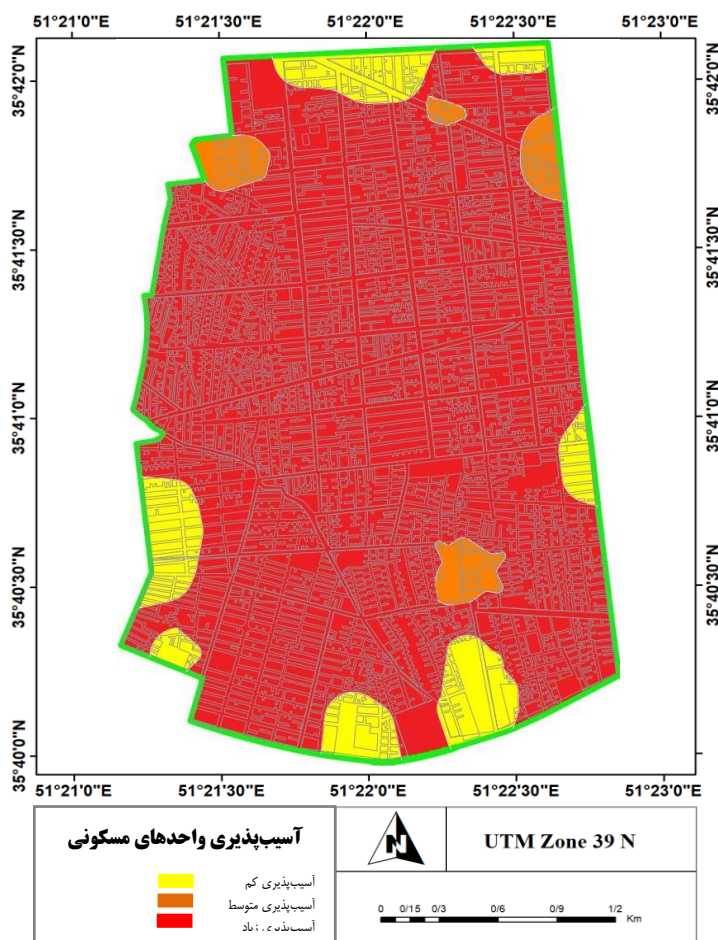 51°21'0"E 51°21'30"E 51°22'0"E 51°22'30"E 51°23'0"E
35°42'0"N 35°42'0"N
35°41'30"N 35°41'30"N
35°41'0"N 35°41'0"N
35°40'30"N 35°40'30"N
35°40'0"N 35°40'0"N
51°21'0"E 51°21'30"E 51°22'0"E 51°22'30"E 51°23'0"E
آسیب‌پذیری واحدهای مسکونی
آسیب‌پذیری کم
آسیب‌پذیری متوسط
آسیب‌پذیری زیاد
N
UTM Zone 39 N
0 0/15 0/3 0/6 0/9 1/2
Km